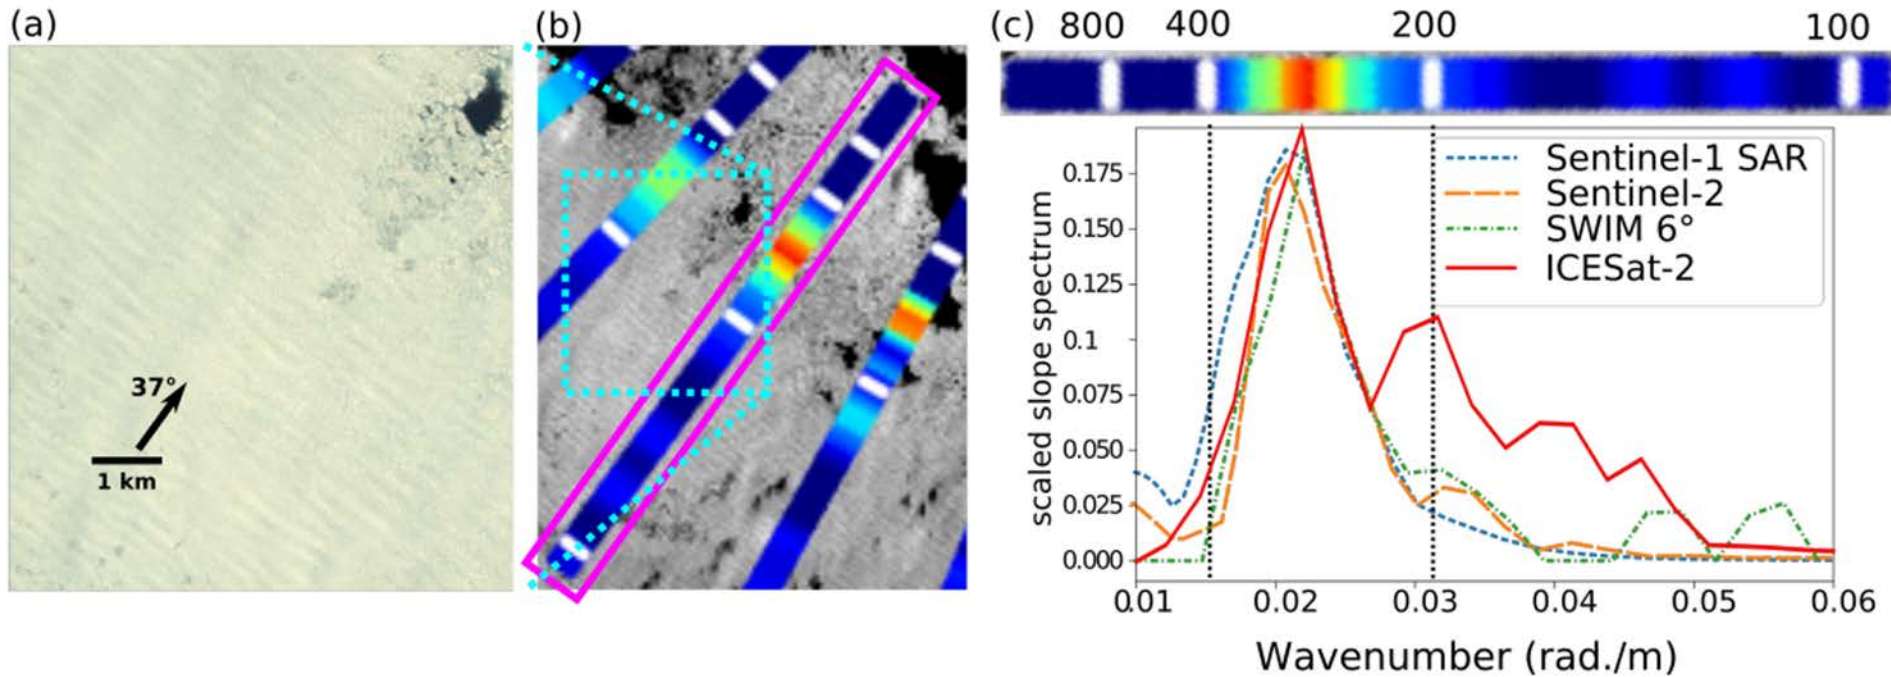 (a)
37°
1 km
(b)
(c) 800 400 200 100
scaled slope spectrum
0.175
0.150
0.125
0.1
0.075
0.050
0.025
0.000
Sentinel-1 SAR
Sentinel-2
SWIM 6°
ICESat-2
0.01 0.02 0.03 0.04 0.05 0.06
Wavenumber (rad./m)